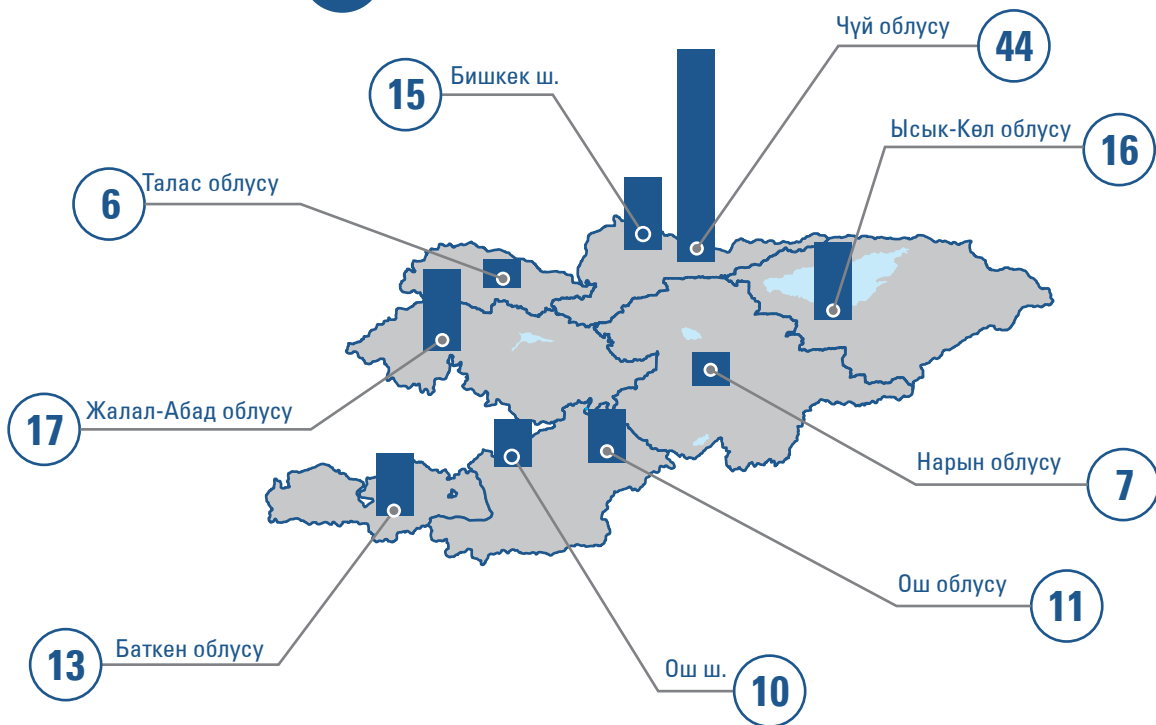 Чүй облусу
44
Бишкек ш.
15
Ысык-Көл облусу
16
Талас облусу
6
Жалал-Абад облусу
17
Нарын облусу
7
Ош облусу
11
Баткен облусу
13
Ош ш.
10